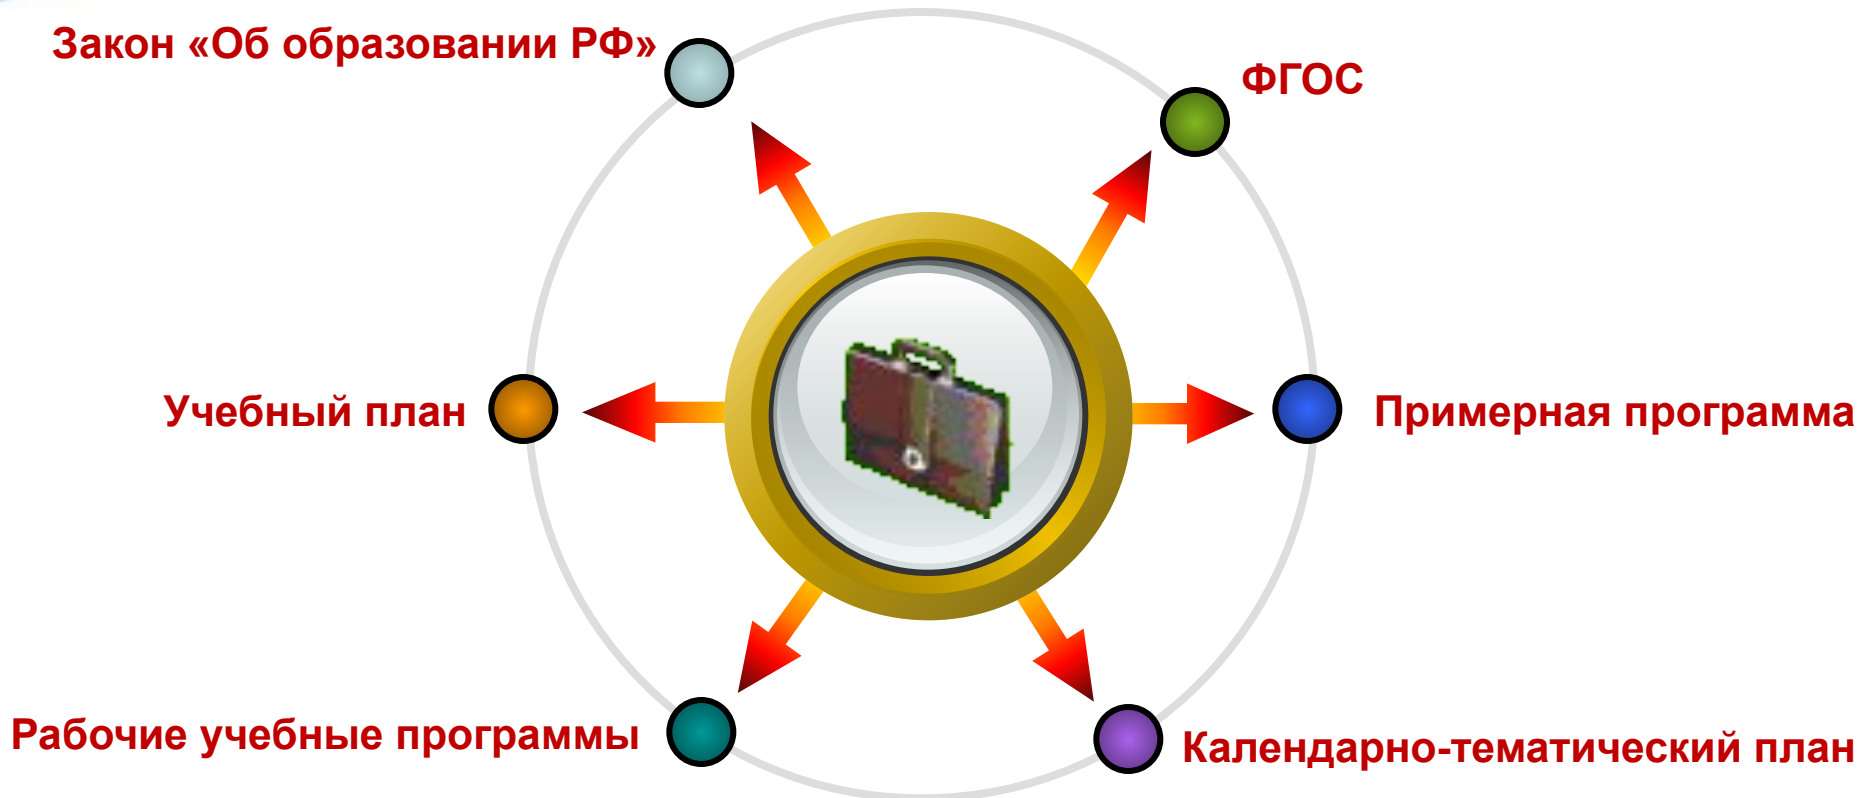 Закон «Об образовании РФ»
ФГОС
Учебный план
Примерная программа
Рабочие учебные программы
Календарно-тематический план